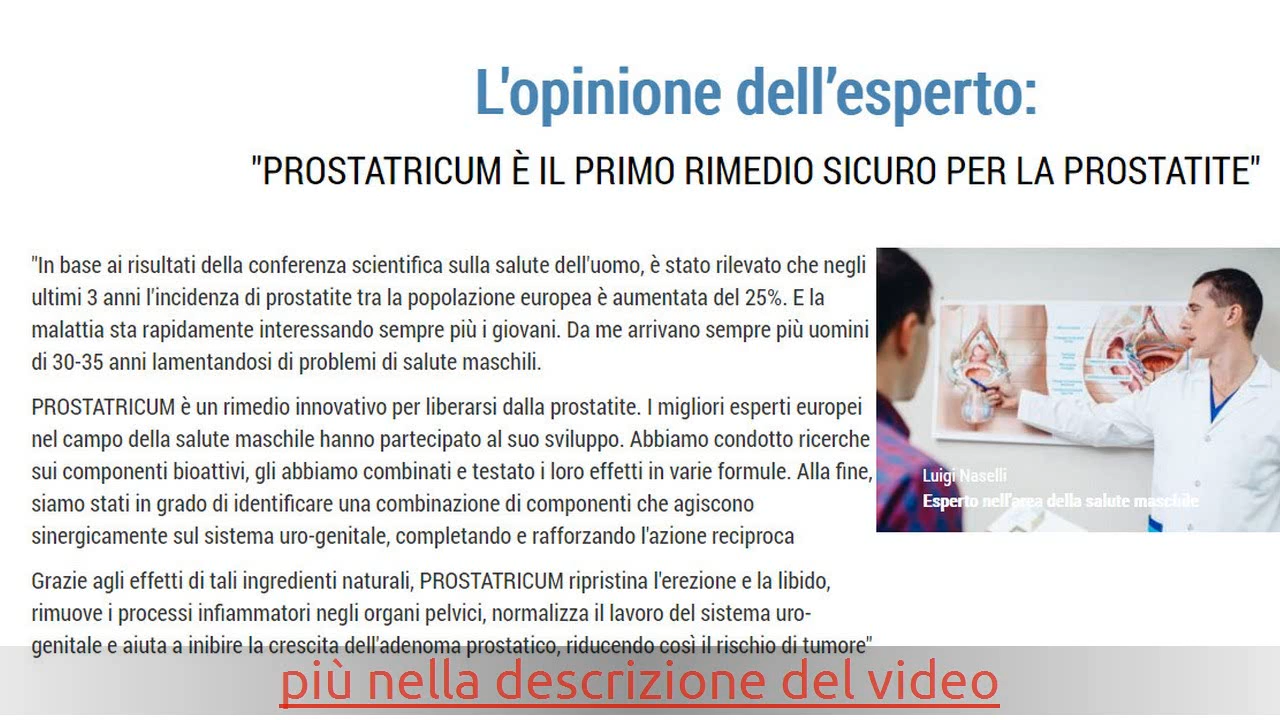 L'opinione dell’esperto:
"PROSTATRICUM È IL PRIMO RIMEDIO SICURO PER LA PROSTATITE"
"In base ai risultati della conferenza scientifica sulla salute dell'uomo, è stato rilevato che negli
ultimi 3 anni l'incidenza di prostatite tra la popolazione europea è aumentata del 25%. E la
malattia sta rapidamente interessando sempre più i giovani. Da me arrivano sempre più uomini
di 30-35 anni lamentandosi di problemi di salute maschili.
PROSTATRICUM è un rimedio innovativo per liberarsi dalla prostatite. I migliori esperti europei
nel campo della salute maschile hanno partecipato al suo sviluppo. Abbiamo condotto ricerche
sui componenti bioattivi, gli abbiamo combinati e testato i loro effetti in varie formule. Alla fine,
siamo stati in grado di identificare una combinazione di componenti che agiscono
sinergicamente sul sistema uro-genitale, completando e rafforzando l'azione reciproca
Grazie agli effetti di tali ingredienti naturali, PROSTATRICUM ripristina l'erezione e la libido,
rimuove i processi infiammatori negli organi pelvici, normalizza il lavoro del sistema uro-
genitale e aiuta a inibire la crescita dell'adenoma prostatico, riducendo così il rischio di tumore"
Luigi Naselli
Esperto nell'area della salute maschile
più nella descrizione del video